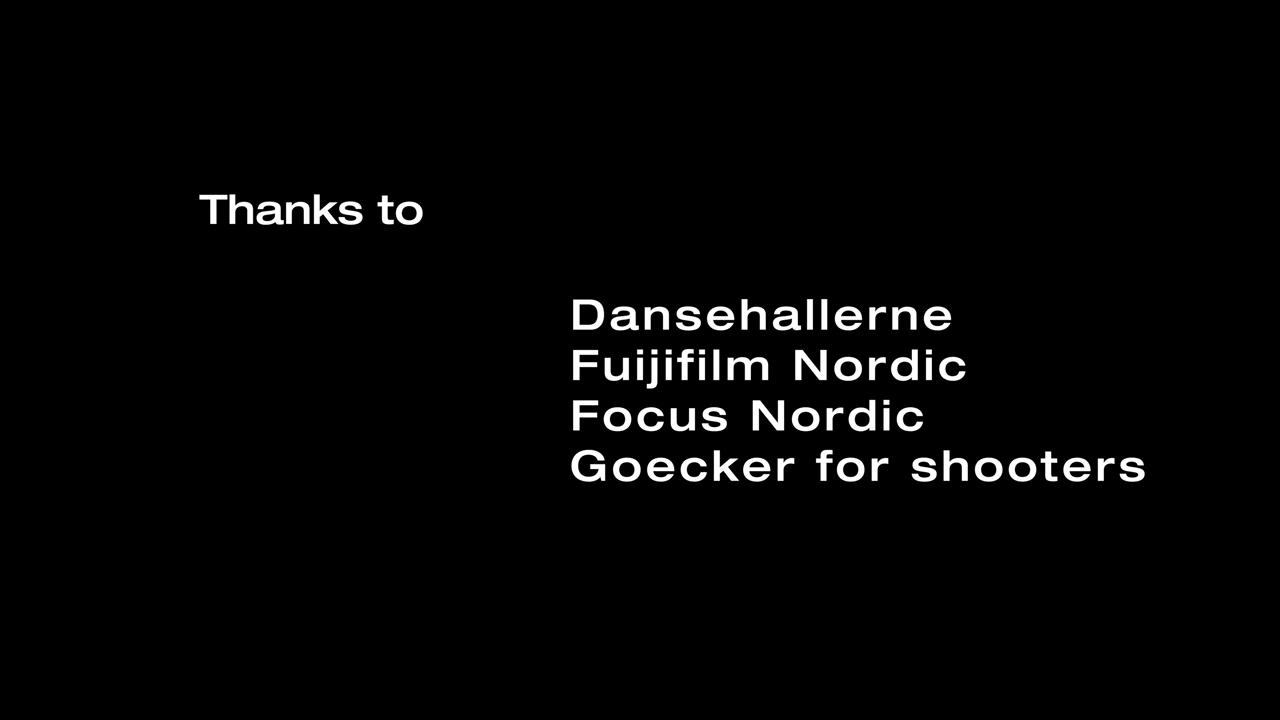 Thanks to
Dansehallerne
Fuijifilm Nordic
Focus Nordic
Goecker for shooters